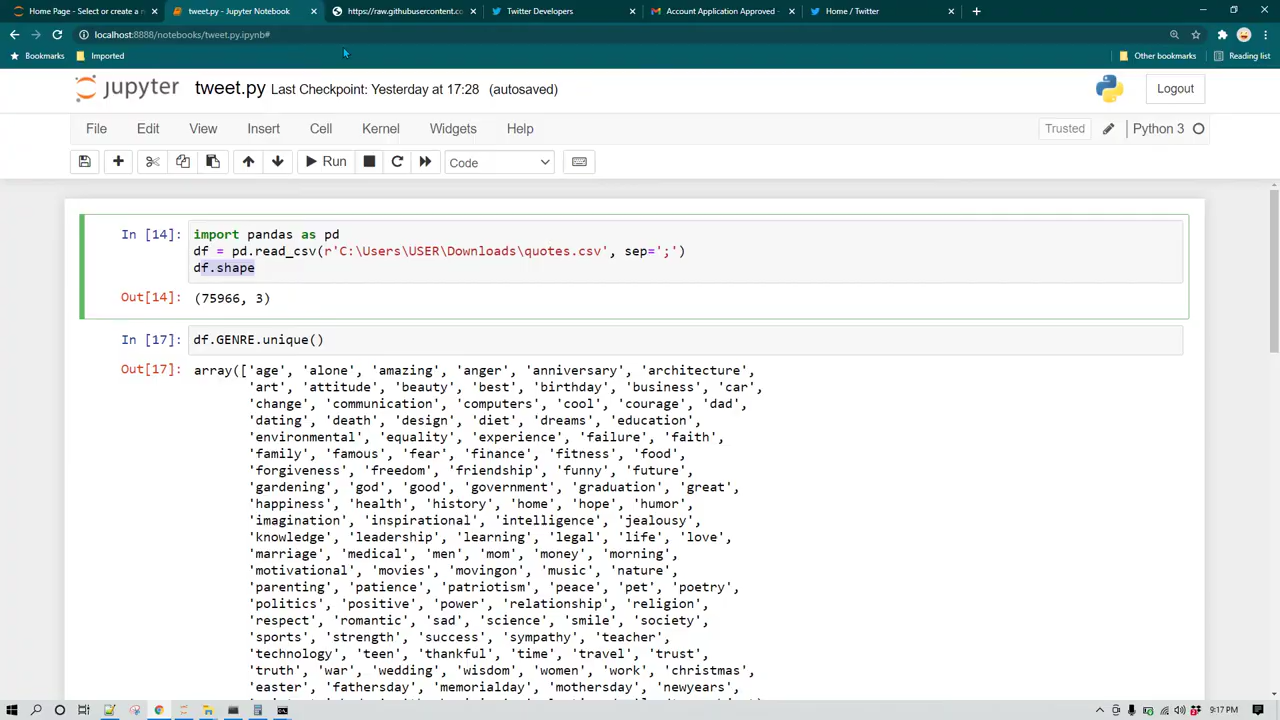 Home Page - Select or create a n
tweet.py - Jupyter Notebook
https://raw.githubusercontent.co
Twitter Developers
Account Application Approved -
Home / Twitter
localhost:8888/notebooks/tweet.py.ipynb#
Bookmarks
Imported
Other bookmarks
Reading list
jupyter
tweet.py Last Checkpoint: Yesterday at 17:28 (autosaved)
Logout
File Edit View Insert Cell Kernel Widgets Help
Trusted
Python 3
Run
Code
In [14]:
import pandas as pd
df = pd.read_csv(r'C:\Users\USER\Downloads\quotes.csv', sep=';')
df.shape
Out[14]: (75966, 3)
In [17]: df.GENRE.unique()
Out[17]: array(['age', 'alone', 'amazing', 'anger', 'anniversary', 'architecture',
'art', 'attitude', 'beauty', 'best', 'birthday', 'business', 'car',
'change', 'communication', 'computers', 'cool', 'courage', 'dad',
'dating', 'death', 'design', 'diet', 'dreams', 'education',
'environmental', 'equality', 'experience', 'failure', 'faith',
'family', 'famous', 'fear', 'finance', 'fitness', 'food',
'forgiveness', 'freedom', 'friendship', 'funny', 'future',
'gardening', 'god', 'good', 'government', 'graduation', 'great',
'happiness', 'health', 'history', 'home', 'hope', 'humor',
'imagination', 'inspirational', 'intelligence', 'jealousy',
'knowledge', 'leadership', 'learning', 'legal', 'life', 'love',
'marriage', 'medical', 'men', 'mom', 'money', 'morning',
'motivational', 'movies', 'movingon', 'music', 'nature',
'parenting', 'patience', 'patriotism', 'peace', 'pet', 'poetry',
'politics', 'positive', 'power', 'relationship', 'religion',
'respect', 'romantic', 'sad', 'science', 'smile', 'society',
'sports', 'strength', 'success', 'sympathy', 'teacher',
'technology', 'teen', 'thankful', 'time', 'travel', 'trust',
'truth', 'war', 'wedding', 'wisdom', 'women', 'work', 'christmas',
'easter', 'fathersday', 'memorialday', 'mothersday', 'newyears',
9:17 PM